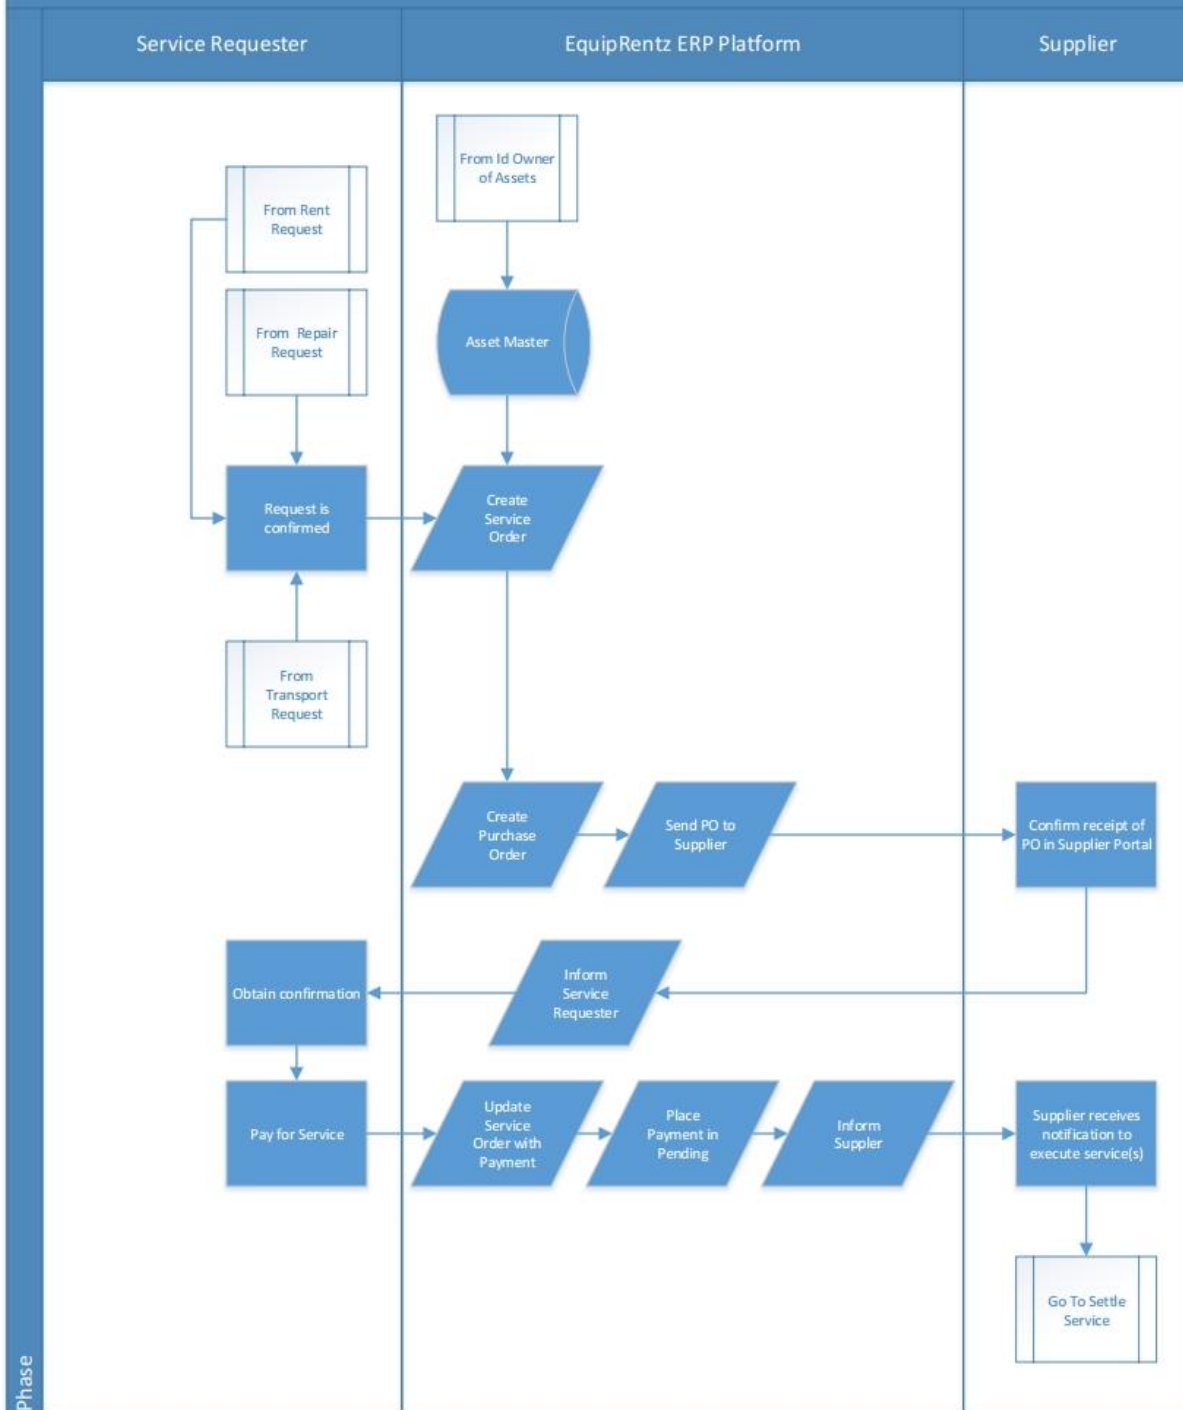 Service Requester
EquipRentz ERP Platform
Supplier
From Id Owner
of Assets
From Rent
Request
From Repair
Request
Asset Master
Request is
confirmed
Create
Service
Order
From
Transport
Request
Create
Purchase
Order
Send PO to
Supplier
Confirm receipt of
PO in Supplier Portal
Inform
Service
Requester
Obtain confirmation
Pay for Service
Update
Service
Order with
Payment
Place
Payment in
Pending
Inform
Suppler
Supplier receives
notification to
execute service(s)
Go To Settle
Service
Phase